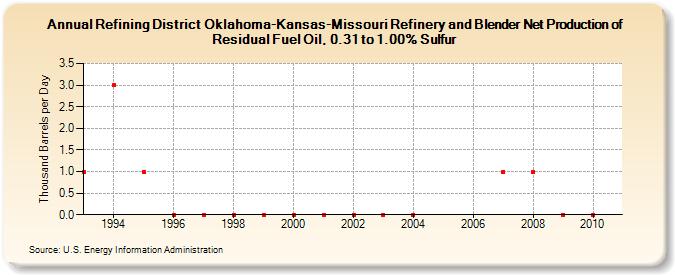 Annual Refining District Oklahoma-Kansas-Missouri Refinery and Blender Net Production of
Residual Fuel Oil, 0.31 to 1.00% Sulfur
Thousand Barrels per Day
3.5
3.0
2.5
2.0
1.5
1.0
0.5
0.0
1994 1996 1998 2000 2002 2004 2006 2008 2010
Source: U.S. Energy Information Administration